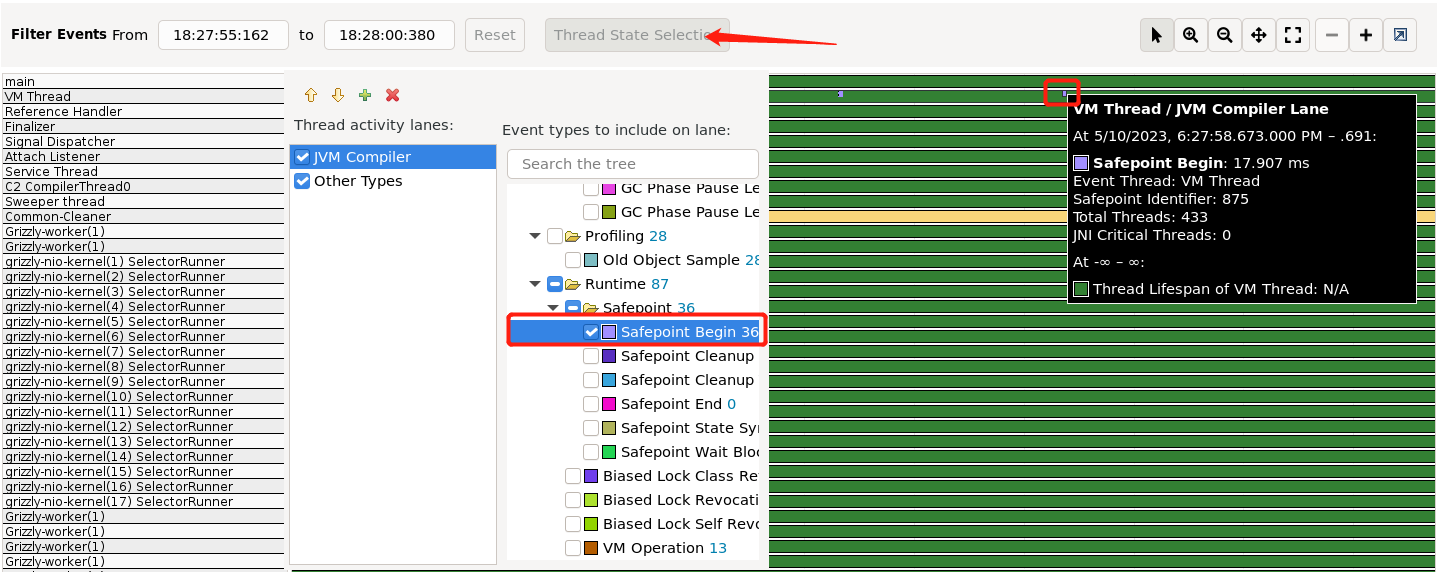 Filter Events From 18:27:55:162 to 18:28:00:380 Reset Thread State Selectio
main
VM Thread
Reference Handler
Finalizer
Signal Dispatcher
Attach Listener
Service Thread
C2 CompilerThread0
Sweeper thread
Common-Cleaner
Grizzly-worker(1)
Grizzly-worker(1)
grizzly-nio-kernel(1) SelectorRunner
grizzly-nio-kernel(2) SelectorRunner
grizzly-nio-kernel(3) SelectorRunner
grizzly-nio-kernel(4) SelectorRunner
grizzly-nio-kernel(5) SelectorRunner
grizzly-nio-kernel(6) SelectorRunner
grizzly-nio-kernel(7) SelectorRunner
grizzly-nio-kernel(8) SelectorRunner
grizzly-nio-kernel(9) SelectorRunner
grizzly-nio-kernel(10) SelectorRunner
grizzly-nio-kernel(11) SelectorRunner
grizzly-nio-kernel(12) SelectorRunner
grizzly-nio-kernel(13) SelectorRunner
grizzly-nio-kernel(14) SelectorRunner
grizzly-nio-kernel(15) SelectorRunner
grizzly-nio-kernel(16) SelectorRunner
grizzly-nio-kernel(17) SelectorRunner
Grizzly-worker(1)
Grizzly-worker(1)
Grizzly-worker(1)
Grizzly-worker(1)
Thread activity lanes:
JVM Compiler
Other Types
Event types to include on lane:
Search the tree
GC Phase Pause Le
GC Phase Pause Le
Profiling 28
Old Object Sample 28
Runtime 87
Safepoint 36
Safepoint Begin 36
Safepoint Cleanup
Safepoint Cleanup
Safepoint End 0
Safepoint State Syn
Safepoint Wait Bloc
Biased Lock Class Re
Biased Lock Revocati
Biased Lock Self Revo
VM Operation 13
VM Thread / JVM Compiler Lane
At 5/10/2023, 6:27:58.673.000 PM – .691:
Safepoint Begin: 17.907 ms
Event Thread: VM Thread
Safepoint Identifier: 875
Total Threads: 433
JNI Critical Threads: 0
At -∞ – ∞:
Thread Lifespan of VM Thread: N/A